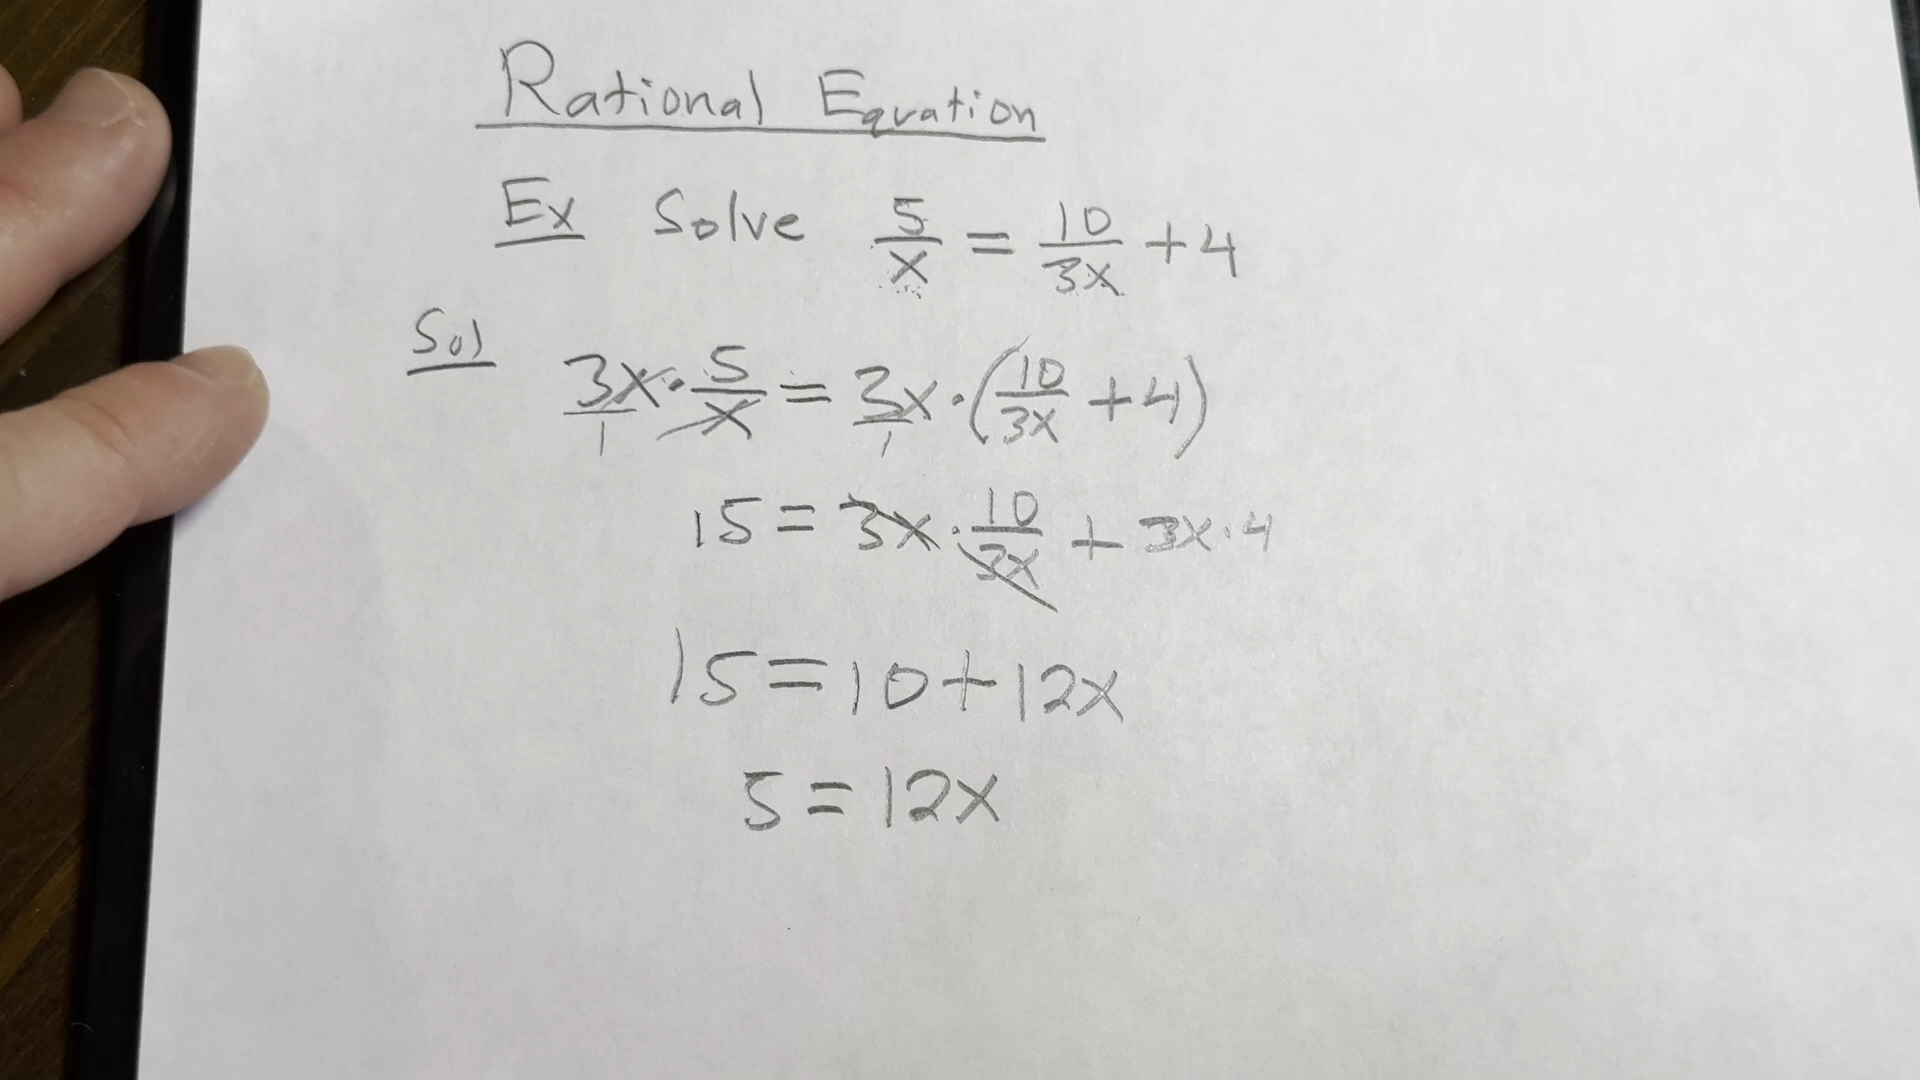 Rational Equation
Ex Solve 5/x = 10/3x + 4
Sol 3x/1 · 5/x = 3x/1 · (10/3x + 4)
15 = 3x · 10/3x + 3x · 4
15 = 10 + 12x
5 = 12x